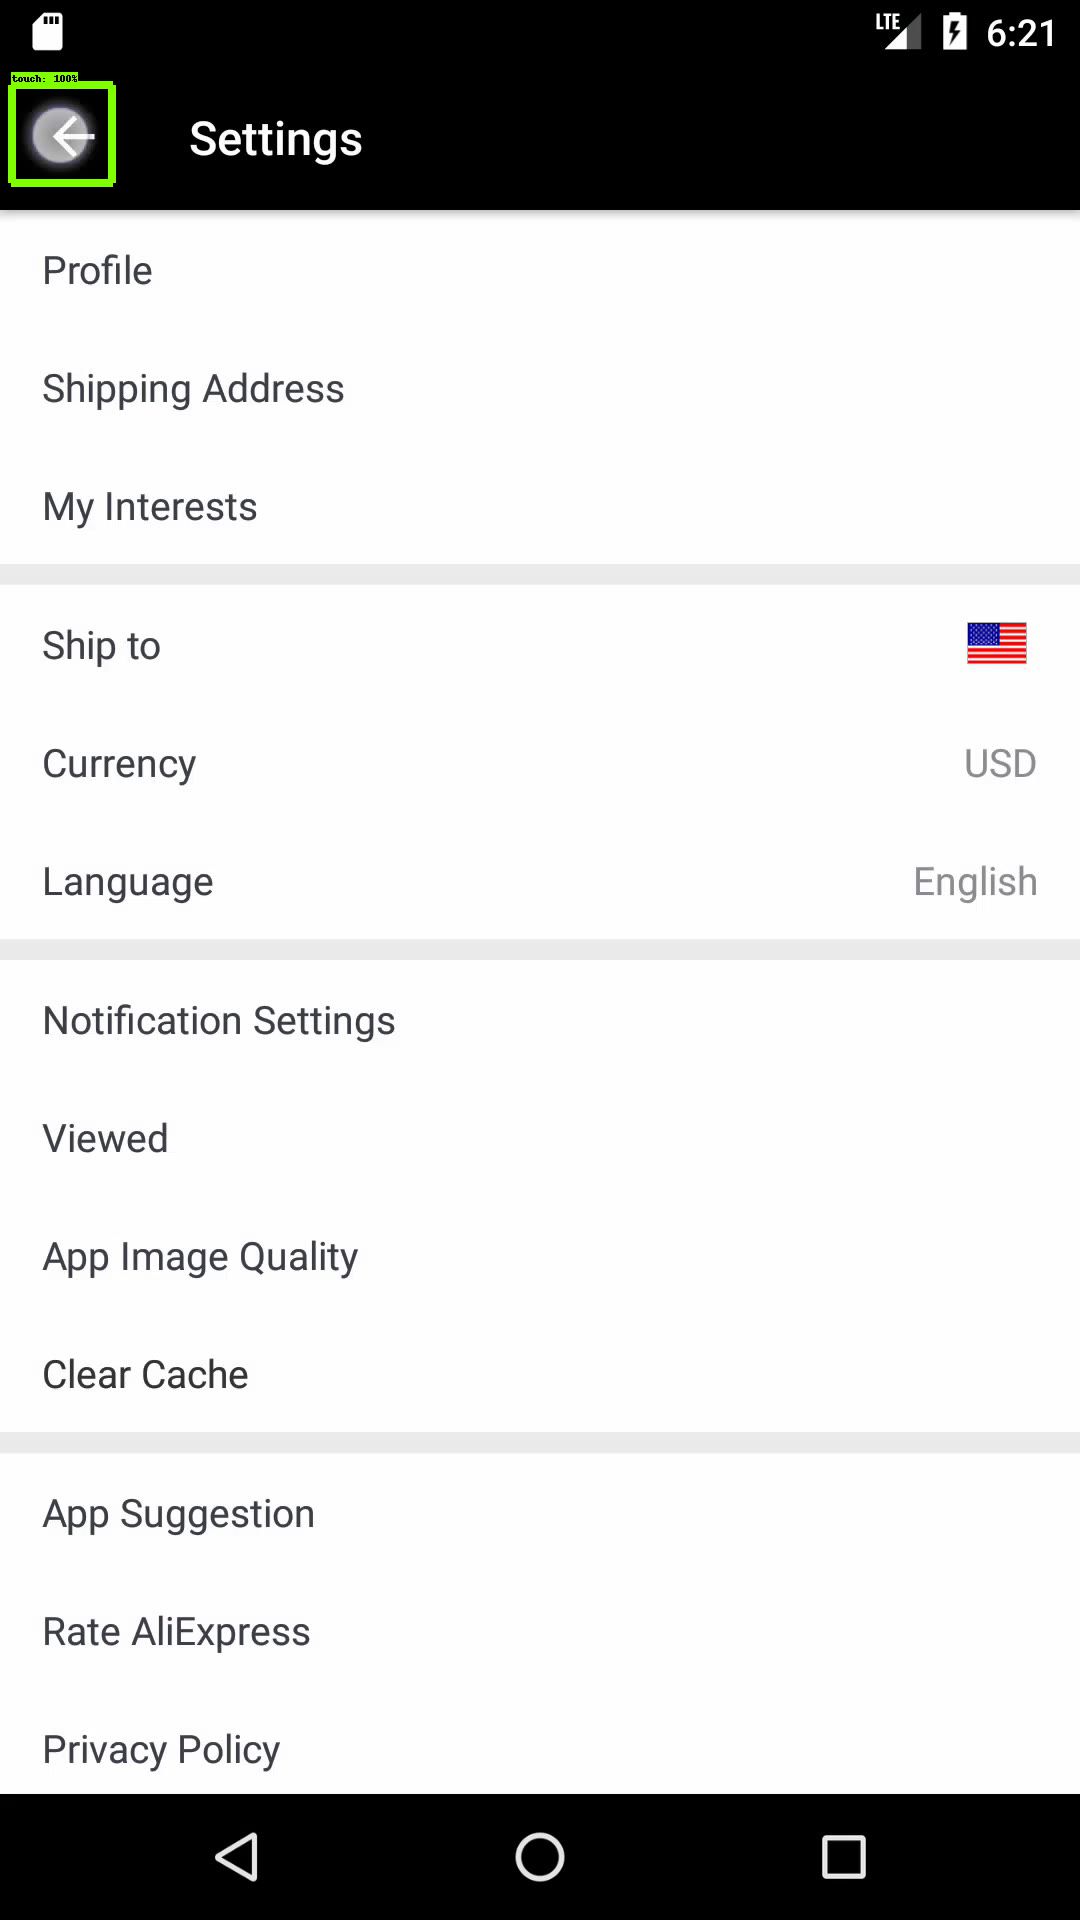 LTE 6:21
touch: 100%
Settings
Profile
Shipping Address
My Interests
Ship to
Currency USD
Language English
Notification Settings
Viewed
App Image Quality
Clear Cache
App Suggestion
Rate AliExpress
Privacy Policy